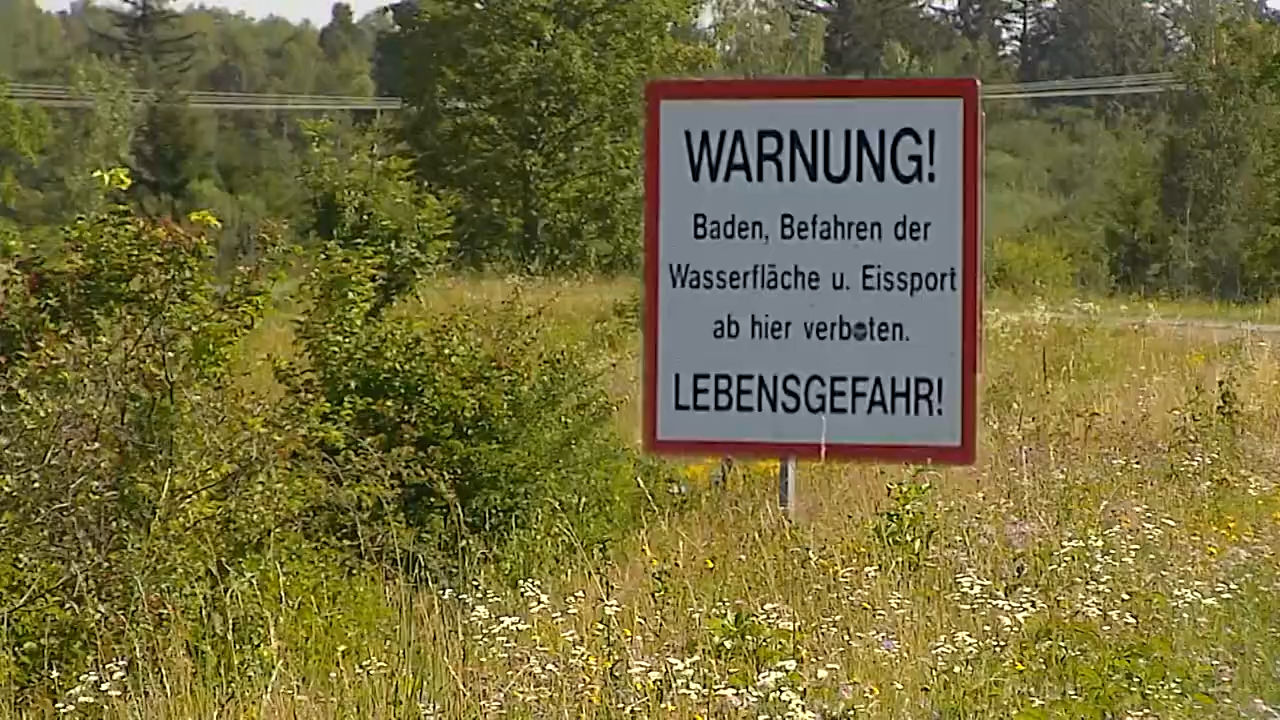 WARNUNG!
Baden, Befahren der
Wasserfläche u. Eissport
ab hier verboten.
LEBENSGEFAHR!